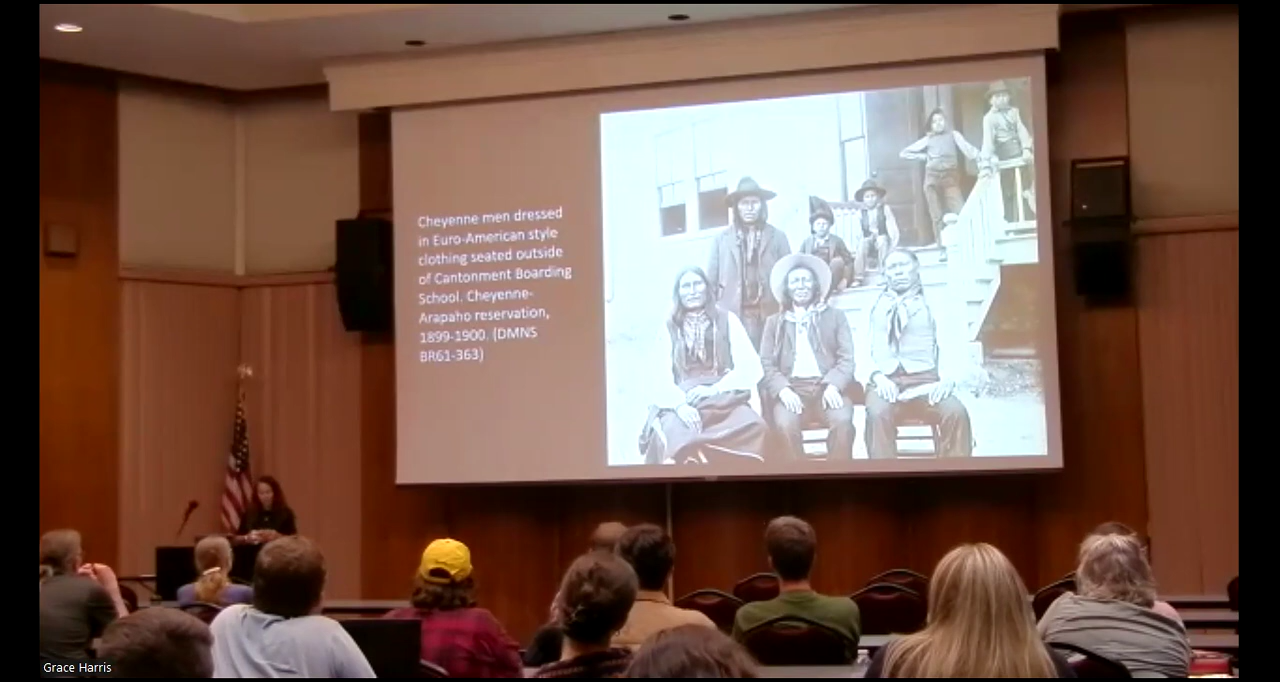 Cheyenne men dressed
in Euro-American style
clothing seated outside
of Cantonment Boarding
School. Cheyenne-
Arapaho reservation,
1899-1900. (DMNS
BR61-363)
Grace Harris